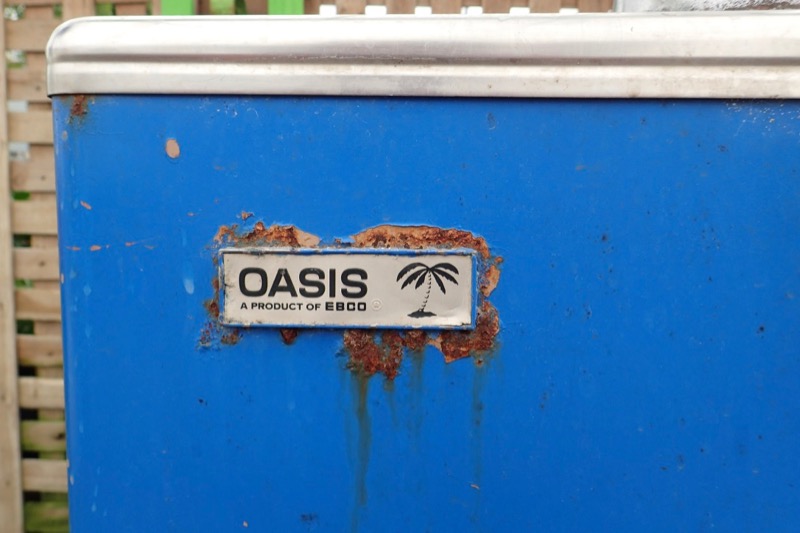 OASIS
A PRODUCT OF EBCO